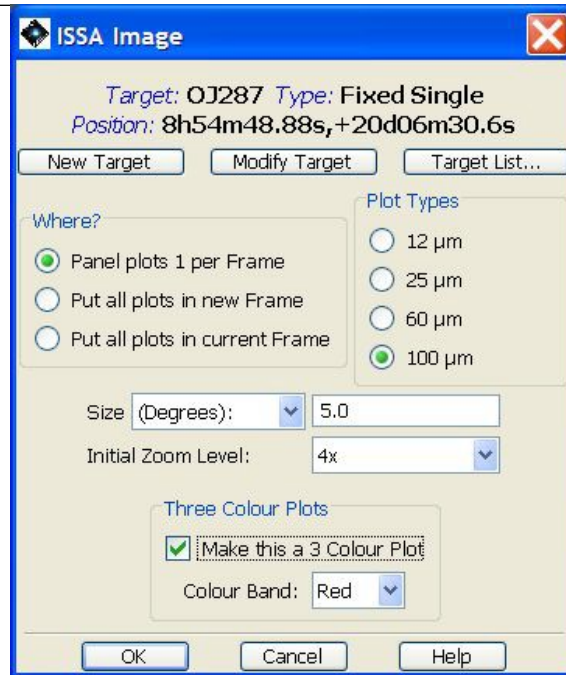 ISSA Image
Target: OJ287 Type: Fixed Single
Position: 8h54m48.88s,+20d06m30.6s
New Target Modify Target Target List...
Where?
Panel plots 1 per Frame
Put all plots in new Frame
Put all plots in current Frame
Plot Types
12 µm
25 µm
60 µm
100 µm
Size (Degrees): 5.0
Initial Zoom Level: 4x
Three Colour Plots
Make this a 3 Colour Plot
Colour Band: Red
OK Cancel Help